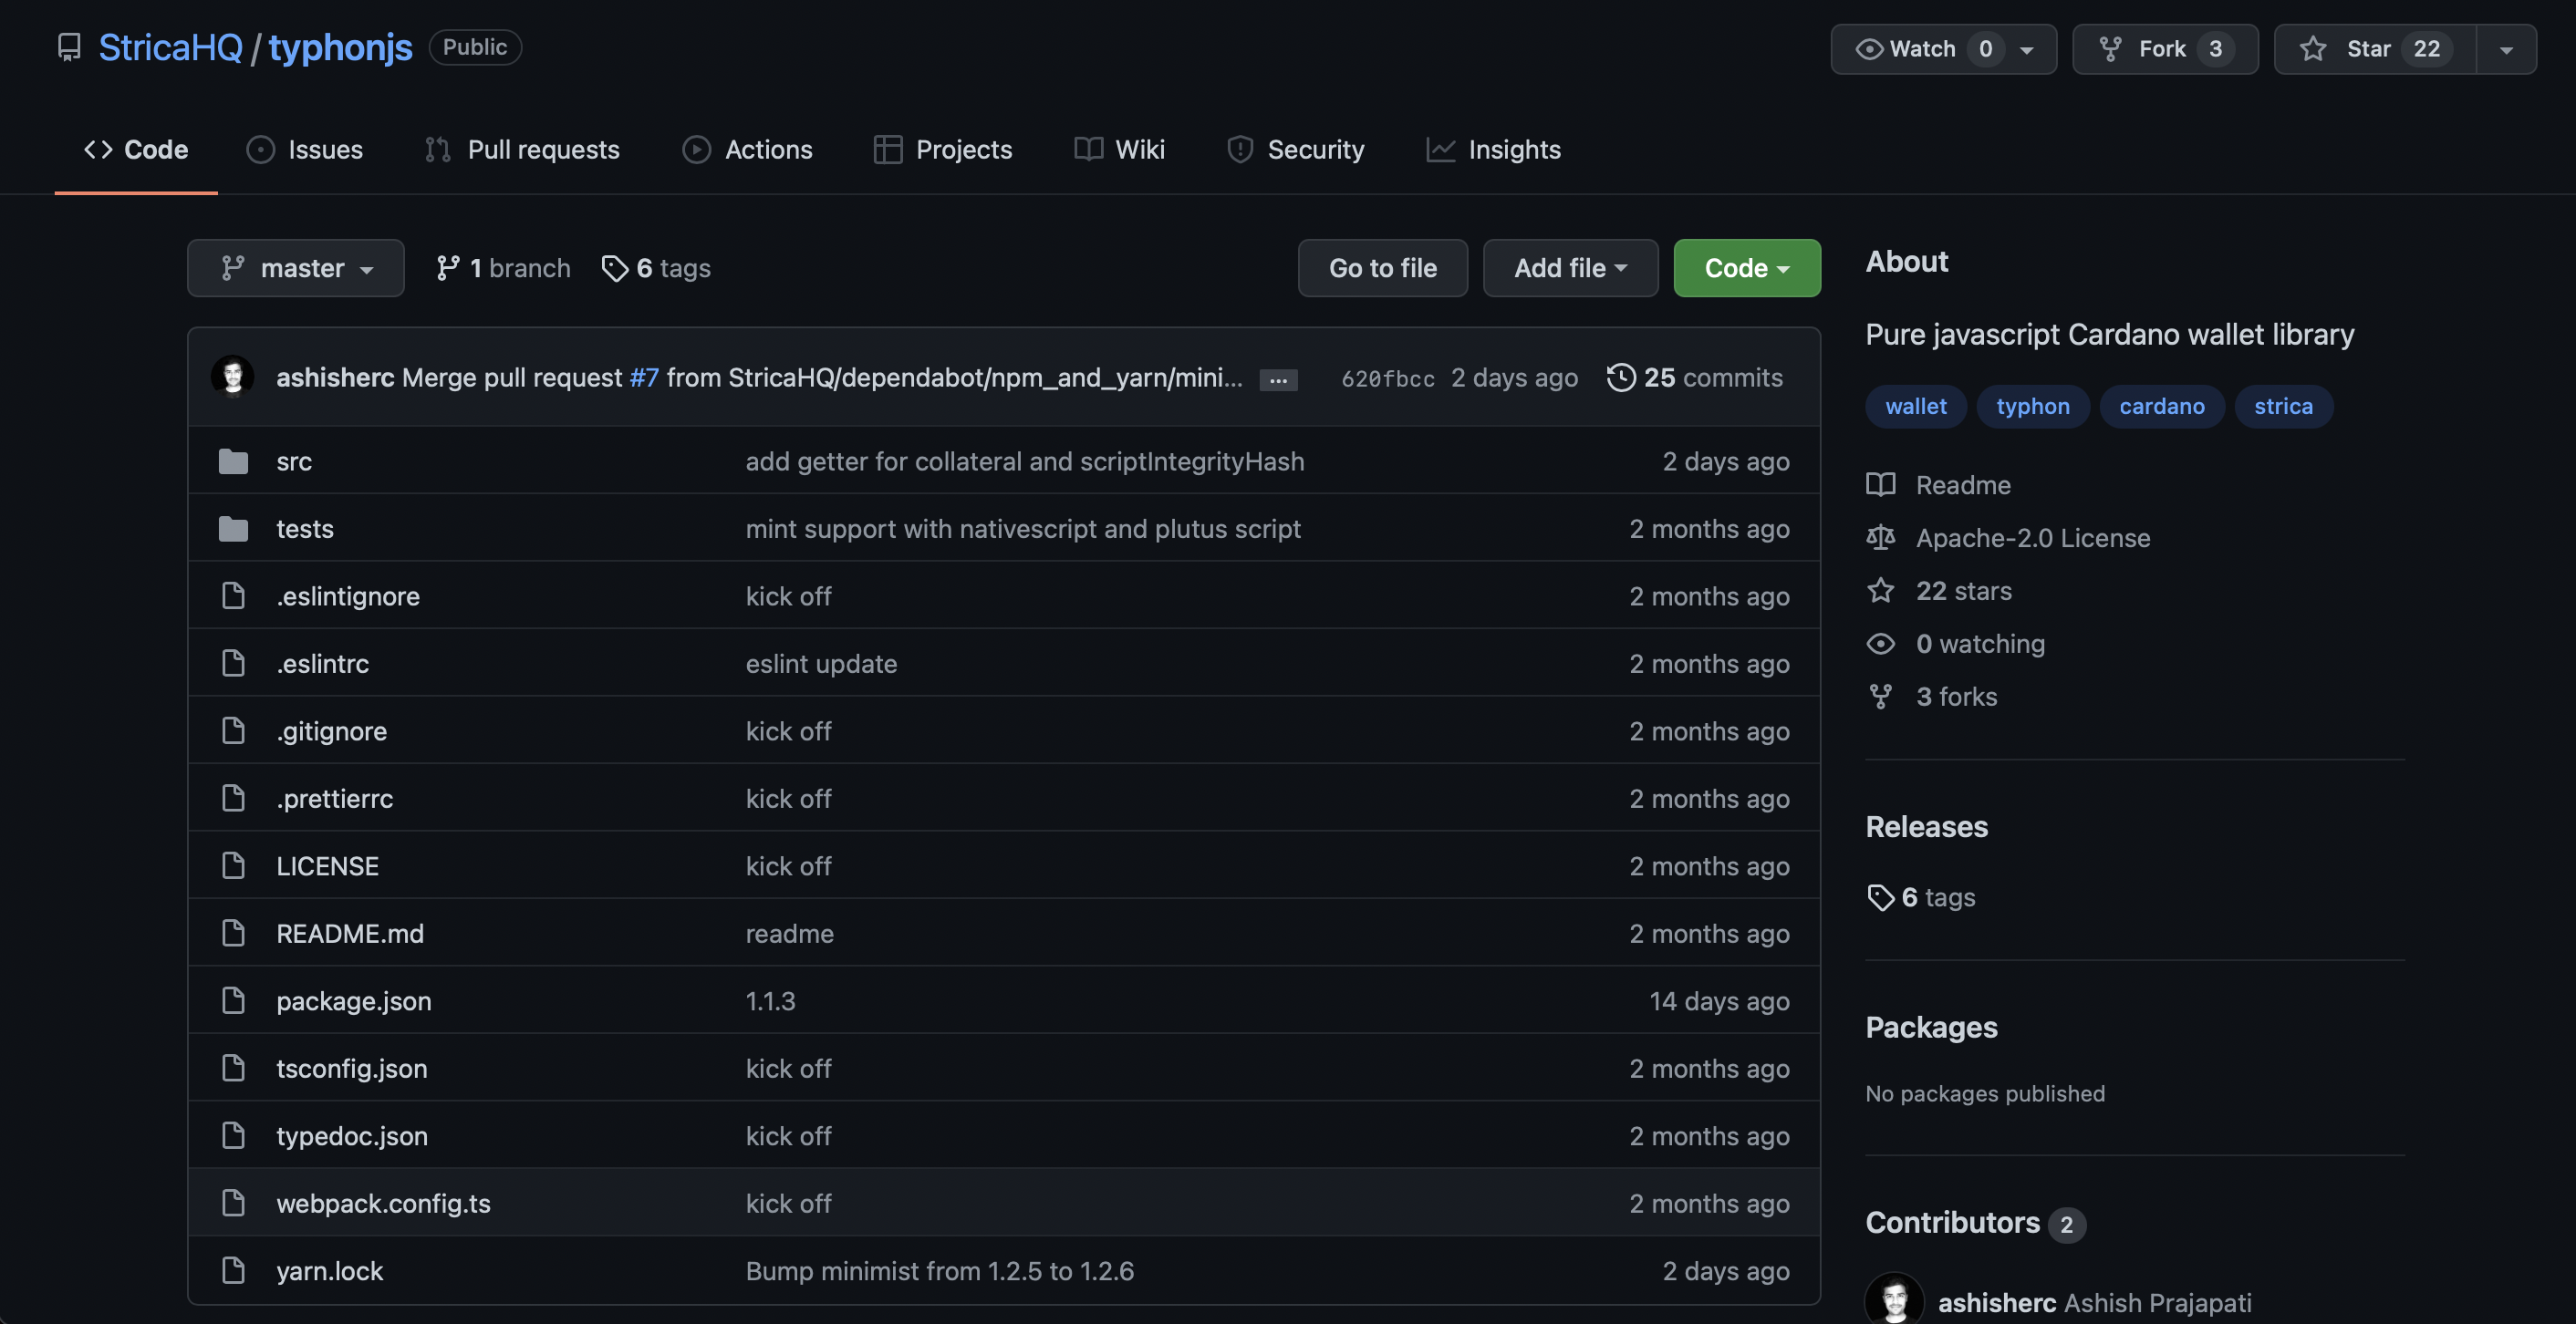 StricaHQ / typhonjs Public
Watch 0 Fork 3 Star 22
Code Issues Pull requests Actions Projects Wiki Security Insights
master 1 branch 6 tags Go to file Add file Code
ashisherc Merge pull request #7 from StricaHQ/dependabot/npm_and_yarn/mini... ... 620fbcc 2 days ago 25 commits
src add getter for collateral and scriptIntegrityHash 2 days ago
tests mint support with nativescript and plutus script 2 months ago
.eslintignore kick off 2 months ago
.eslintrc eslint update 2 months ago
.gitignore kick off 2 months ago
.prettierrc kick off 2 months ago
LICENSE kick off 2 months ago
README.md readme 2 months ago
package.json 1.1.3 14 days ago
tsconfig.json kick off 2 months ago
typedoc.json kick off 2 months ago
webpack.config.ts kick off 2 months ago
yarn.lock Bump minimist from 1.2.5 to 1.2.6 2 days ago
About
Pure javascript Cardano wallet library
wallet typhon cardano strica
Readme
Apache-2.0 License
22 stars
0 watching
3 forks
Releases
6 tags
Packages
No packages published
Contributors 2
ashisherc Ashish Prajapati